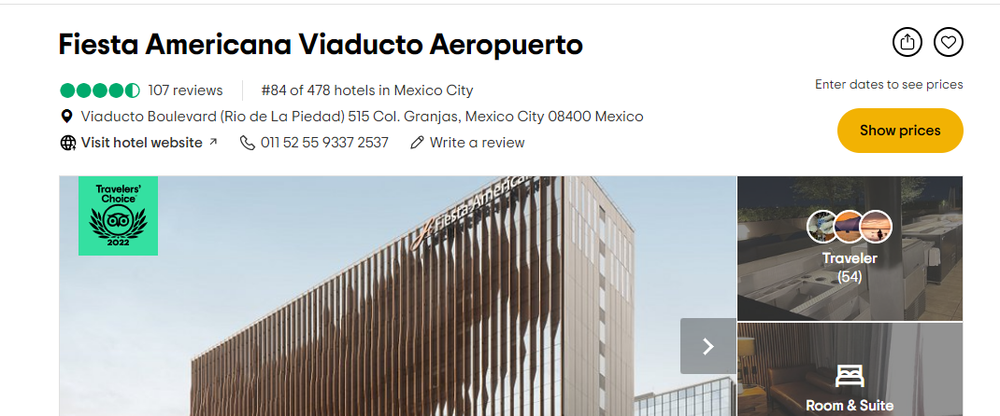 Fiesta Americana Viaducto Aeropuerto
107 reviews
#84 of 478 hotels in Mexico City
Enter dates to see prices
Viaducto Boulevard (Rio de La Piedad) 515 Col. Granjas, Mexico City 08400 Mexico
Show prices
Visit hotel website
011 52 55 9337 2537
Write a review
Travelers'
Choice
2022
Fiesta Americana
Traveler
(54)
Room & Suite